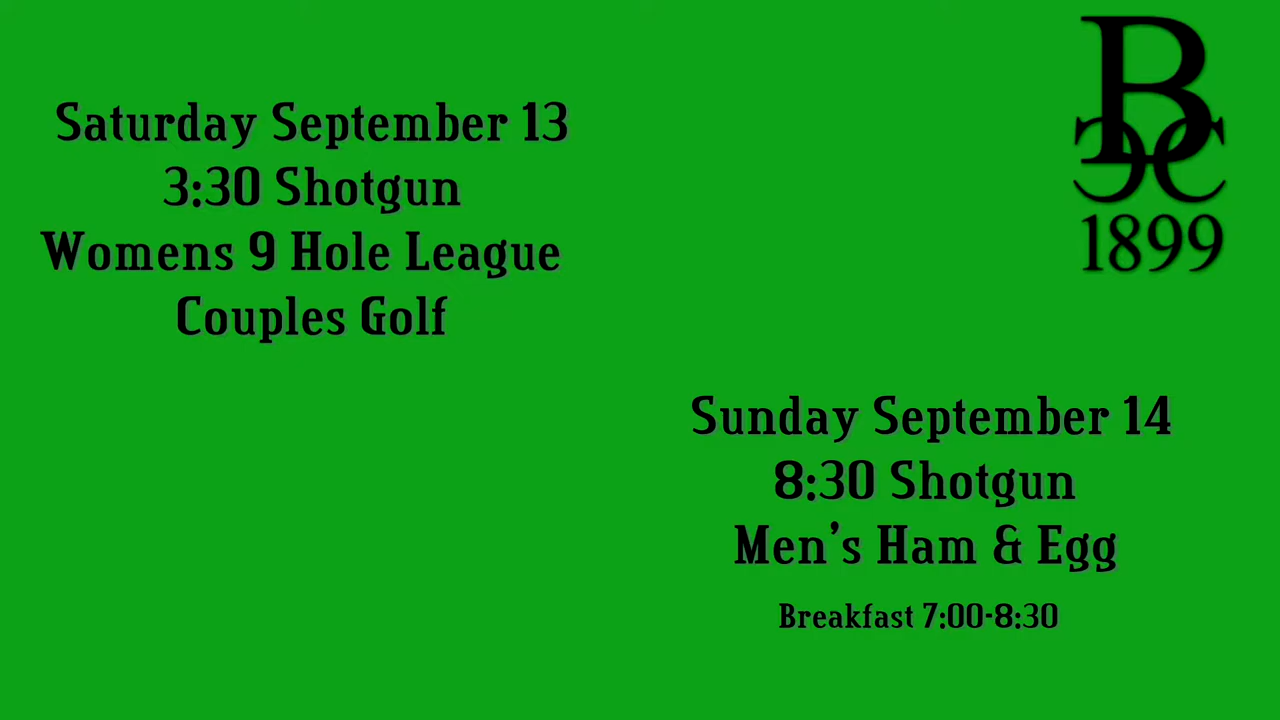 Saturday September 13
3:30 Shotgun
Womens 9 Hole League
Couples Golf
BCC
1899
Sunday September 14
8:30 Shotgun
Men's Ham & Egg
Breakfast 7:00-8:30